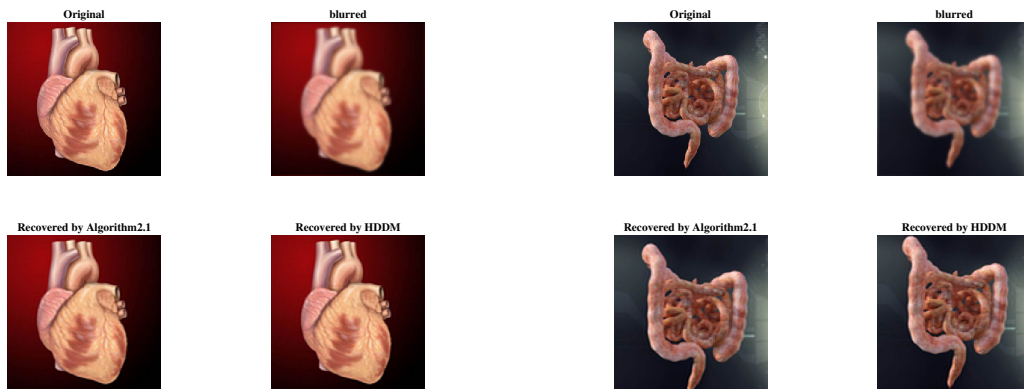 Original
blurred
Original
blurred
Recovered by Algorithm2.1
Recovered by HDDM
Recovered by Algorithm2.1
Recovered by HDDM